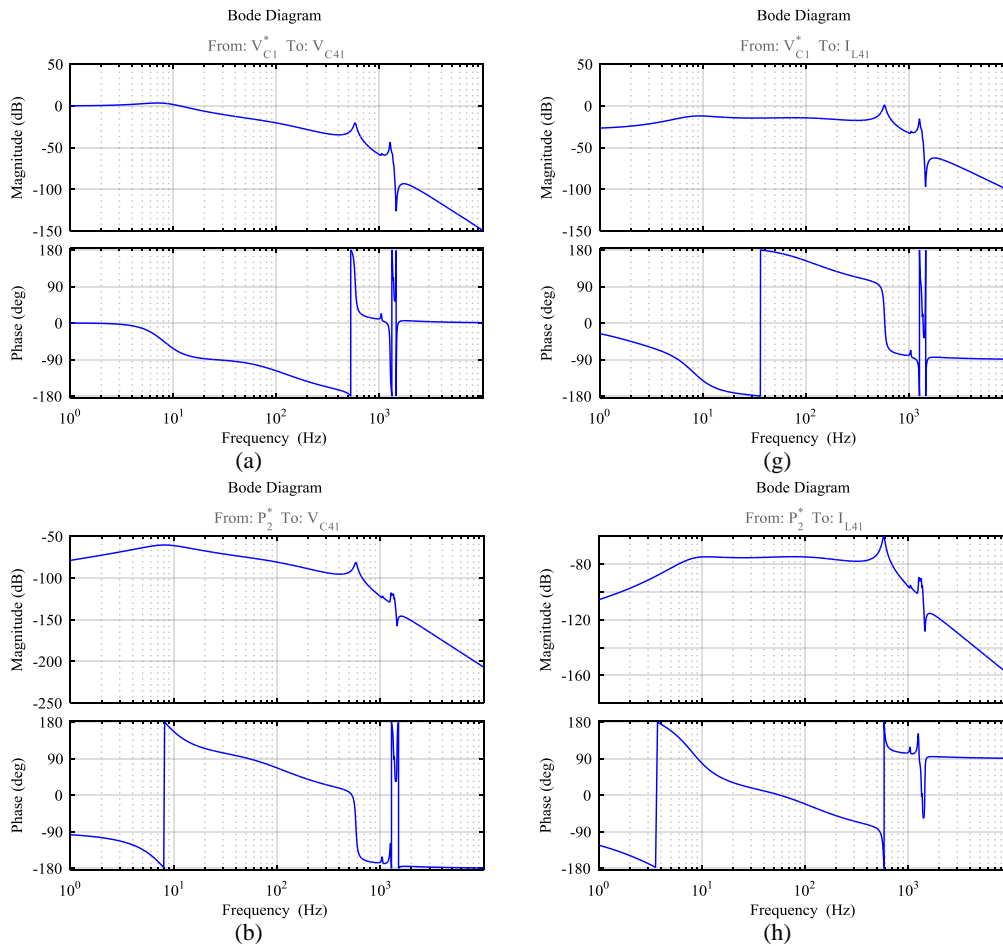 Bode Diagram
From: V*C1 To: VC41
50
0
-50
-100
-150
Magnitude (dB)
180
90
0
-90
-180
Phase (deg)
10^0 10^1 10^2 10^3
Frequency (Hz)
(a)
Bode Diagram
From: V*C1 To: IL41
50
0
-50
-100
-150
Magnitude (dB)
180
90
0
-90
-180
Phase (deg)
10^0 10^1 10^2 10^3
Frequency (Hz)
(g)
Bode Diagram
From: P*2 To: VC41
-50
-100
-150
-200
-250
Magnitude (dB)
180
90
0
-90
-180
Phase (deg)
10^0 10^1 10^2 10^3
Frequency (Hz)
(b)
Bode Diagram
From: P*2 To: IL41
-80
-120
-160
Magnitude (dB)
180
90
0
-90
-180
Phase (deg)
10^0 10^1 10^2 10^3
Frequency (Hz)
(h)